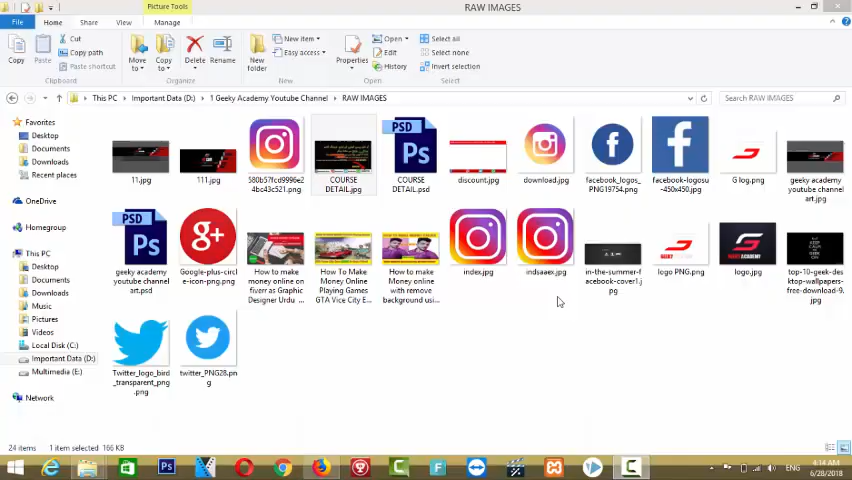 Picture Tools
RAW IMAGES
File Home Share View Manage
Copy
Paste
Cut
Copy path
Paste shortcut
Move to
Copy to
Delete
Rename
New folder
New item
Easy access
Properties
Open
Edit
History
Select all
Select none
Invert selection
Clipboard Organize New Open Select
This PC Important Data (D:) 1 Geeky Academy Youtube Channel RAW IMAGES
Search RAW IMAGES
Favorites
Desktop
Documents
Downloads
Recent places
OneDrive
Homegroup
This PC
Desktop
Documents
Downloads
Music
Pictures
Videos
Local Disk (C:)
Important Data (D:)
Multimedia (E:)
Network
11.jpg
111.jpg
580b57fcd9996e2
4bc43c521.png
COURSE
DETAIL.jpg
PSD
Ps
COURSE
DETAIL.psd
discount.jpg
download.jpg
facebook_logos_
PNG19754.png
facebook-logosu
-450x450.jpg
G log.png
geeky academy
youtube channel
art.jpg
PSD
Ps
geeky academy
youtube channel
art.psd
Google-plus-circl
e-icon-png.png
How to make
money online on
fiverr as Graphic
Designer Urdu ...
How To Make
Money Online
Playing Games
GTA Vice City E...
How to make
Money online
with remove
background usi...
index.jpg
indsaaex.jpg
in-the-summer-f
acebook-cover1.j
pg
logo PNG.png
logo.jpg
top-10-geek-des
ktop-wallpapers-
free-download-9.
jpg
Twitter_logo_bird
_transparent_png
.png
twitter_PNG28.pn
g
24 items 1 item selected 166 KB
ENG
4:14 AM
6/28/2018